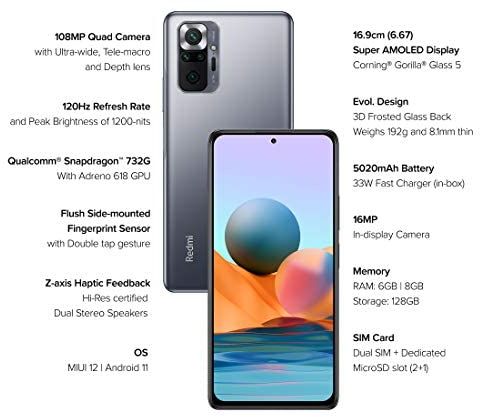 108MP Quad Camera
with Ultra-wide, Tele-macro
and Depth lens
120Hz Refresh Rate
and Peak Brightness of 1200-nits
Qualcomm® Snapdragon™ 732G
With Adreno 618 GPU
Flush Side-mounted
Fingerprint Sensor
with Double tap gesture
Z-axis Haptic Feedback
Hi-Res certified
Dual Stereo Speakers
OS
MIUI 12 | Android 11
Redmi
16.9cm (6.67)
Super AMOLED Display
Corning® Gorilla® Glass 5
Evol. Design
3D Frosted Glass Back
Weighs 192g and 8.1mm thin
5020mAh Battery
33W Fast Charger (in-box)
16MP
In-display Camera
Memory
RAM: 6GB | 8GB
Storage: 128GB
SIM Card
Dual SIM + Dedicated
MicroSD slot (2+1)